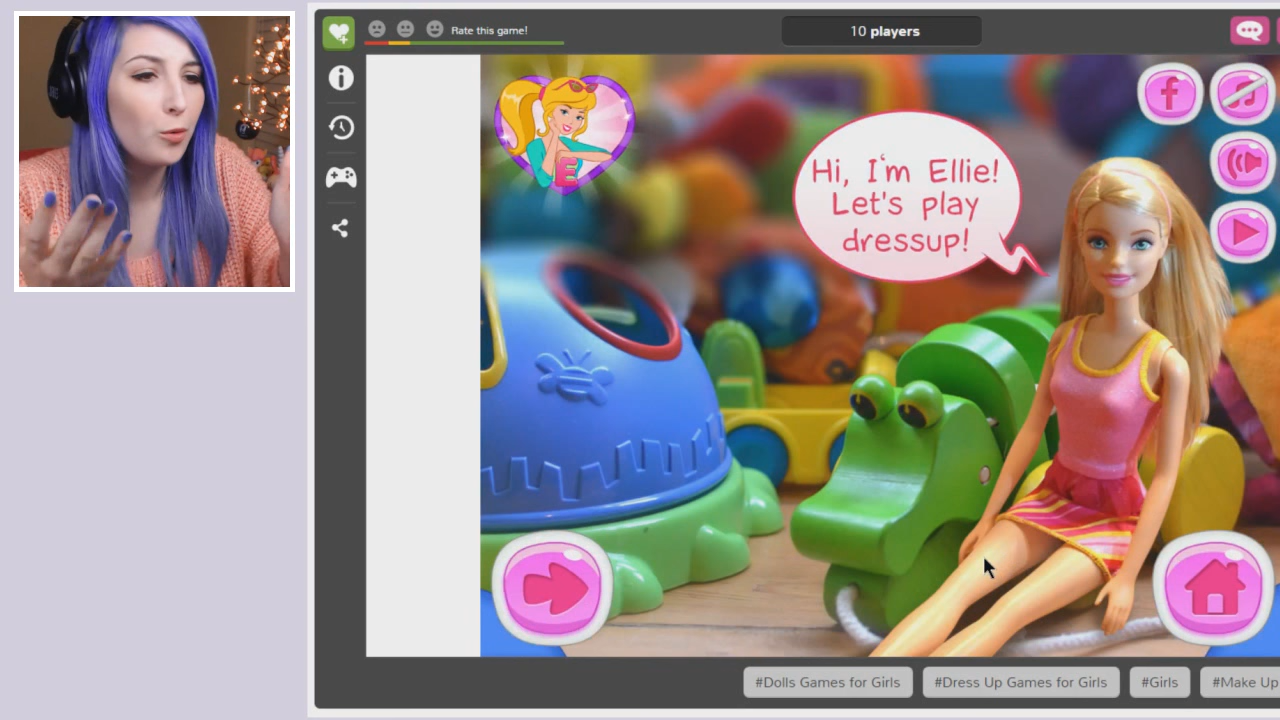 Rate this game!
10 players
f
E
Hi, I'm Ellie!
Let's play
dressup!
#Dolls Games for Girls
#Dress Up Games for Girls
#Girls
#Make Up